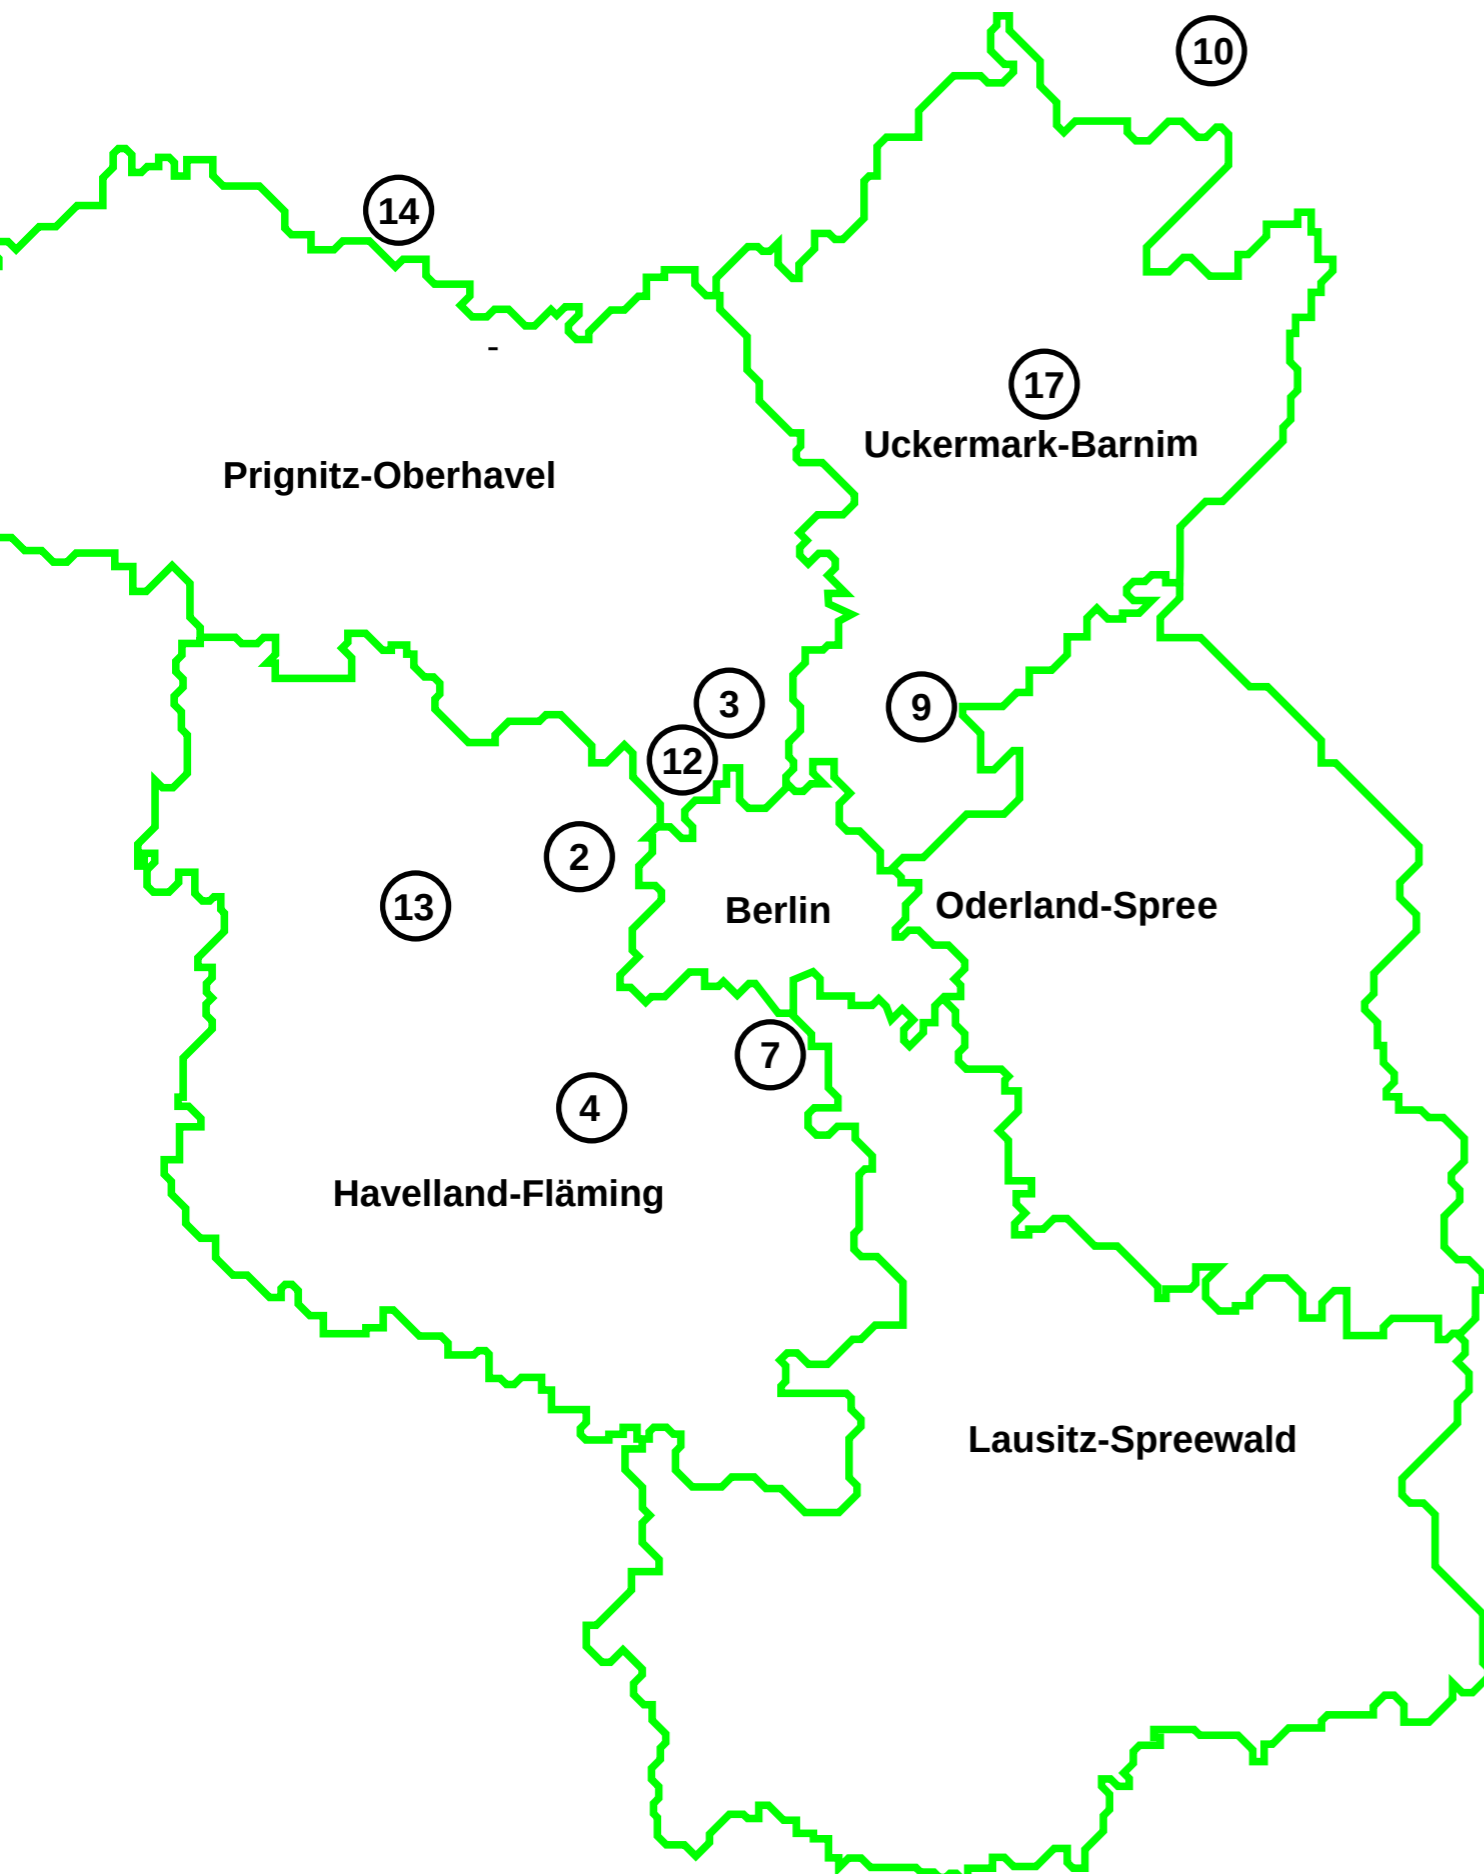 10
14
-
17
Uckermark-Barnim
Prignitz-Oberhavel
3
9
12
2
13
Berlin
Oderland-Spree
7
4
Havelland-Fläming
Lausitz-Spreewald